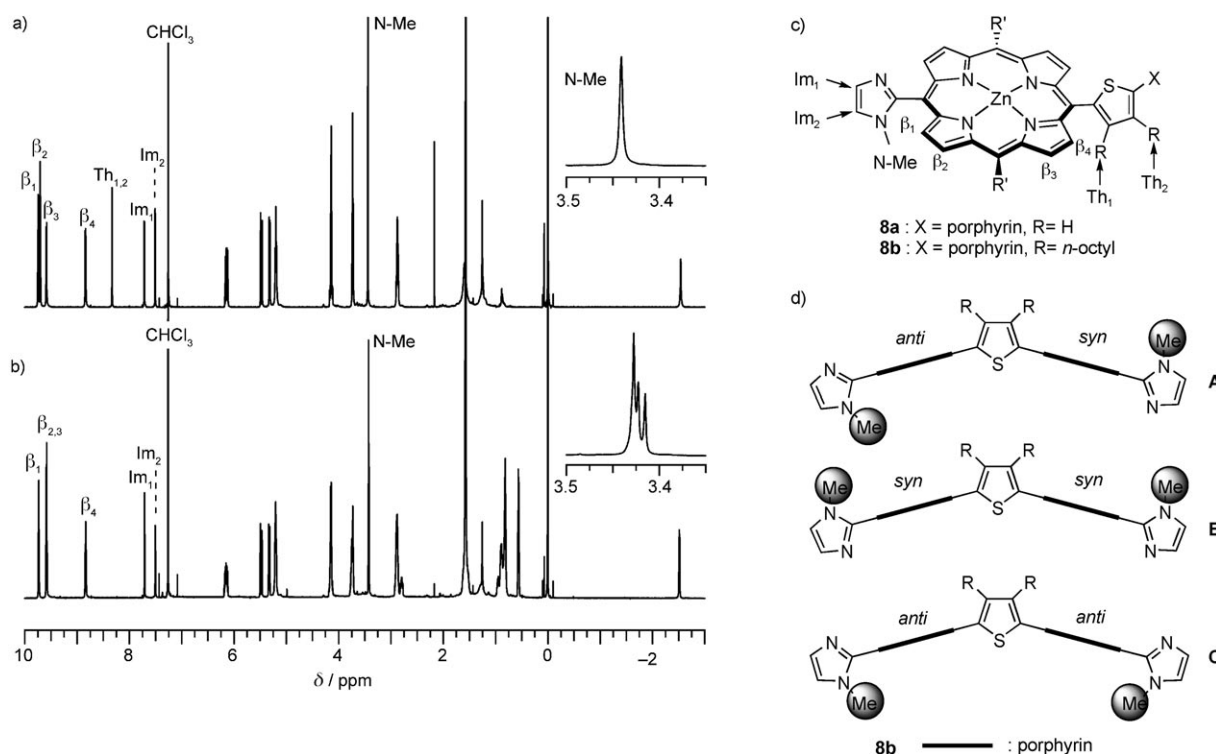 a)
CHCl₃
N-Me
β₂
β₁
β₃
β₄
Th₁,₂
Im₁
Im₂
N-Me
3.5 3.4
b)
CHCl₃
N-Me
β₁
β₂,₃
β₄
Im₁
Im₂
3.5 3.4
10 8 6 4 2 0 –2
δ / ppm
c)
R'
Im₁
Im₂
N
N
N
N
N
N
Zn
S
X
β₁
N-Me
β₂
β₃
β₄
R
R
R'
Th₁
Th₂
8a : X = porphyrin, R= H
8b : X = porphyrin, R= n-octyl
d)
R R
anti syn
Me
N
N
S
N
N
Me
A
R R
Me syn syn Me
N
N
S
N
N
B
R R
anti anti
N
N
S
N
N
Me Me
C
8b : porphyrin